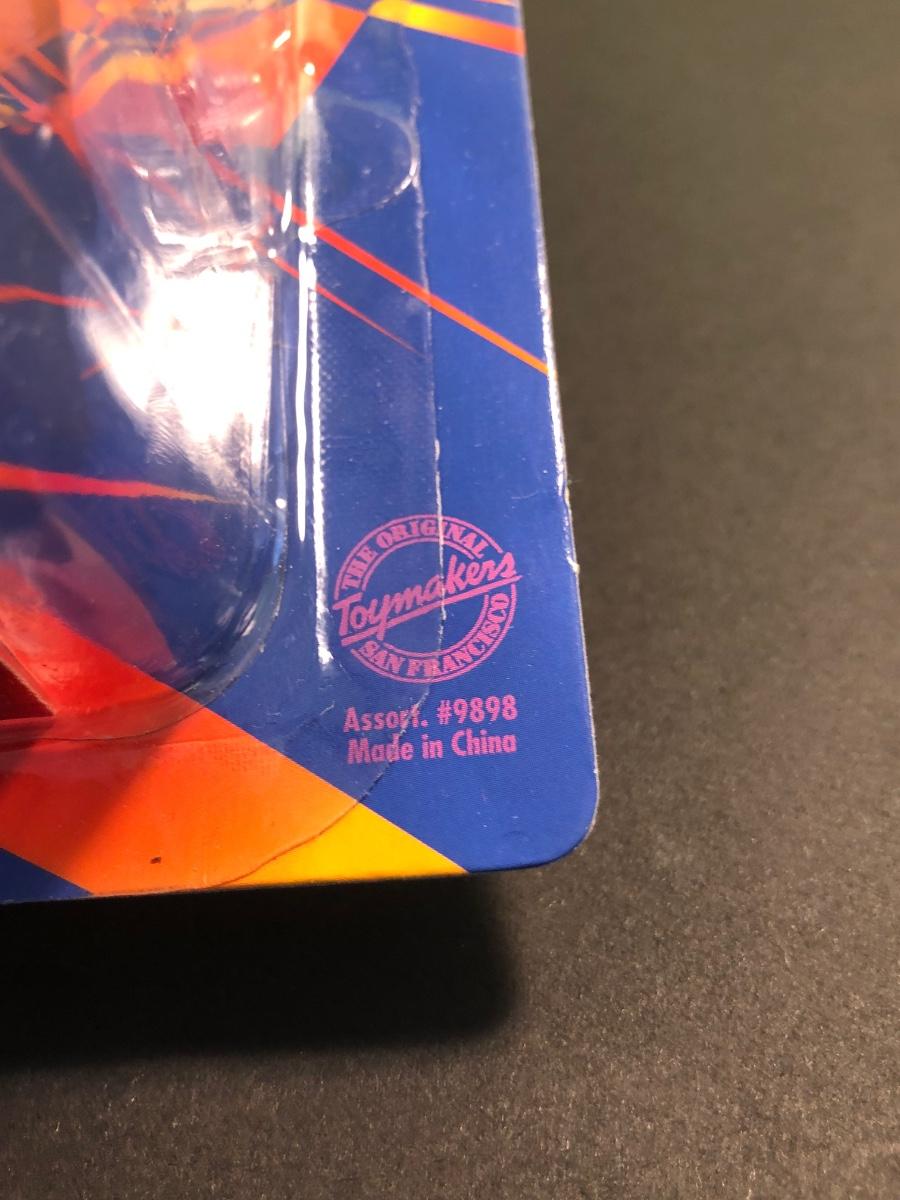 THE ORIGINAL
Toymakers
SAN FRANCISCO
Assort. #9898
Made in China